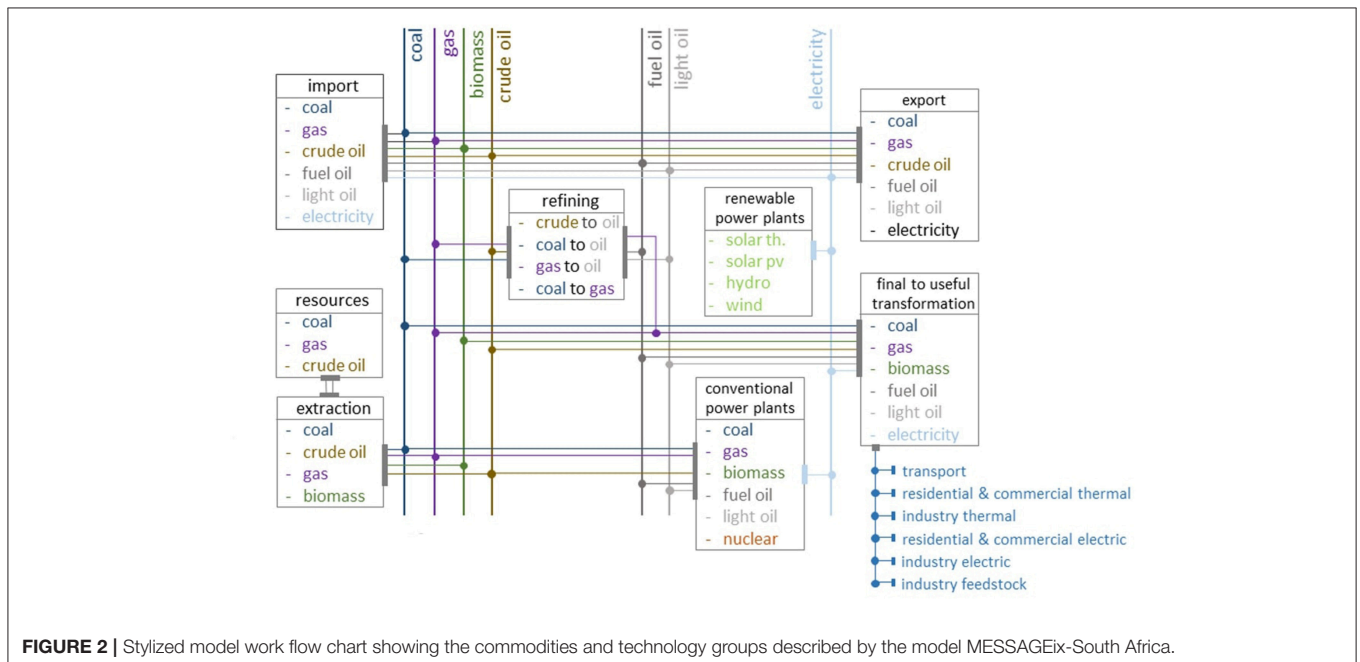 coal
gas
biomass
crude oil
fuel oil
light oil
electricity
import
- coal
- gas
- crude oil
- fuel oil
- light oil
- electricity
export
- coal
- gas
- crude oil
- fuel oil
- light oil
- electricity
refining
- crude to oil
- coal to oil
- gas to oil
- coal to gas
renewable
power plants
- solar th.
- solar pv
- hydro
- wind
resources
- coal
- gas
- crude oil
final to useful
transformation
- coal
- gas
- biomass
- fuel oil
- light oil
- electricity
extraction
- coal
- crude oil
- gas
- biomass
conventional
power plants
- coal
- gas
- biomass
- fuel oil
- light oil
- nuclear
transport
residential & commercial thermal
industry thermal
residential & commercial electric
industry electric
industry feedstock
FIGURE 2 | Stylized model work flow chart showing the commodities and technology groups described by the model MESSAGEix-South Africa.